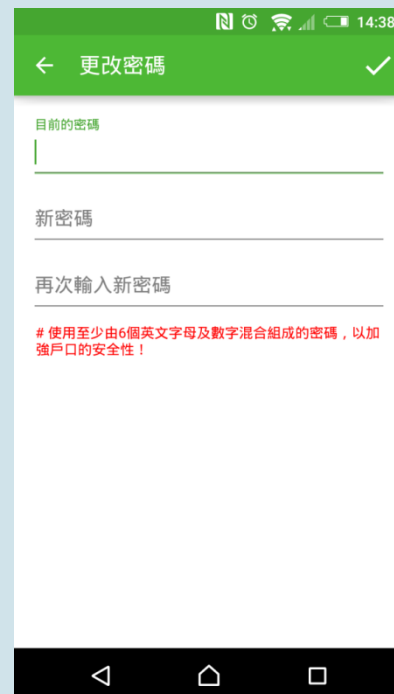 14:38
更改密碼
目前的密碼
新密碼
再次輸入新密碼
# 使用至少由6個英文字母及數字混合組成的密碼，以加
強戶口的安全性！